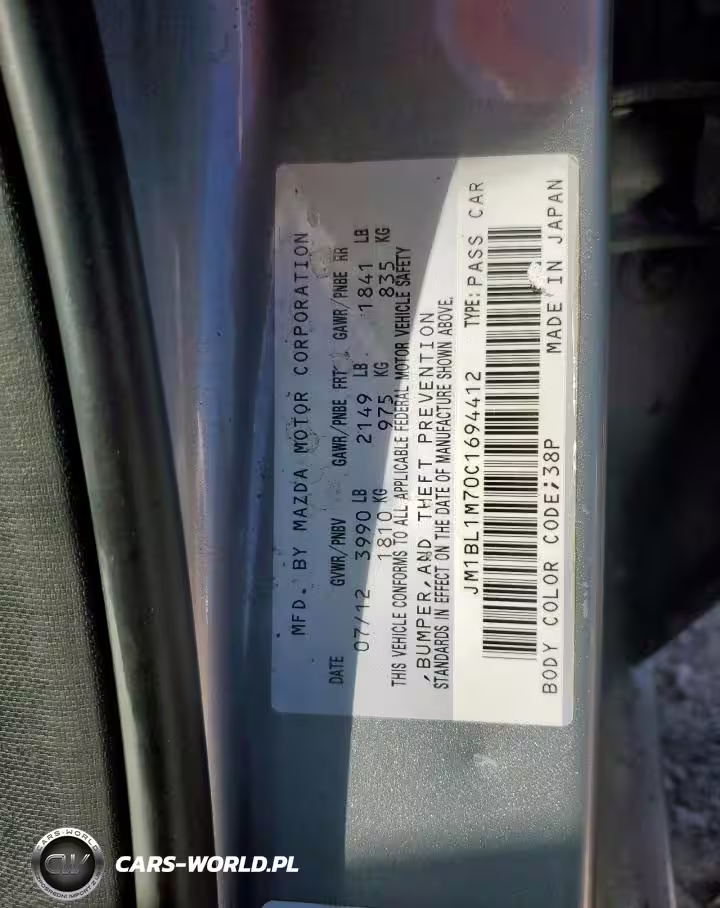 MFD. BY MAZDA MOTOR CORPORATION
DATE GVWR/PNBV GAWR/PNBE FRT GAWR/PNBE RR
07/12 3990 LB 2149 LB 1841 LB
1810 KG 975 KG 835 KG
THIS VEHICLE CONFORMS TO ALL APPLICABLE FEDERAL MOTOR VEHICLE SAFETY
,BUMPER,AND THEFT PREVENTION
STANDARDS IN EFFECT ON THE DATE OF MANUFACTURE SHOWN ABOVE.
JM1BL1M70C1694412 TYPE:PASS CAR
BODY COLOR CODE;38P MADE IN JAPAN
CARS-WORLD
CW
CARS-WORLD.PL